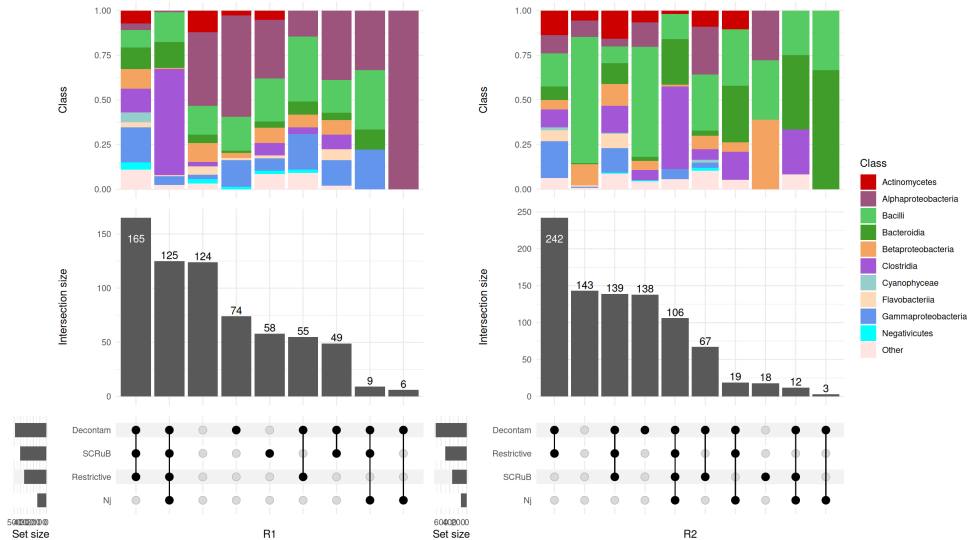 1.00
0.75
0.50
0.25
0.00
Class
150
100
50
0
Intersection size
165
125
124
74
58
55
49
9
6
Decontam
SCRuB
Restrictive
Nj
Set size
R1
1.00
0.75
0.50
0.25
0.00
Class
250
200
150
100
50
0
Intersection size
242
143
139
138
106
67
19
18
12
3
Decontam
Restrictive
SCRuB
Nj
Set size
R2
Class
Actinomycetes
Alphaproteobacteria
Bacilli
Bacteroidia
Betaproteobacteria
Clostridia
Cyanophyceae
Flavobacteriia
Gammaproteobacteria
Negativicutes
Other